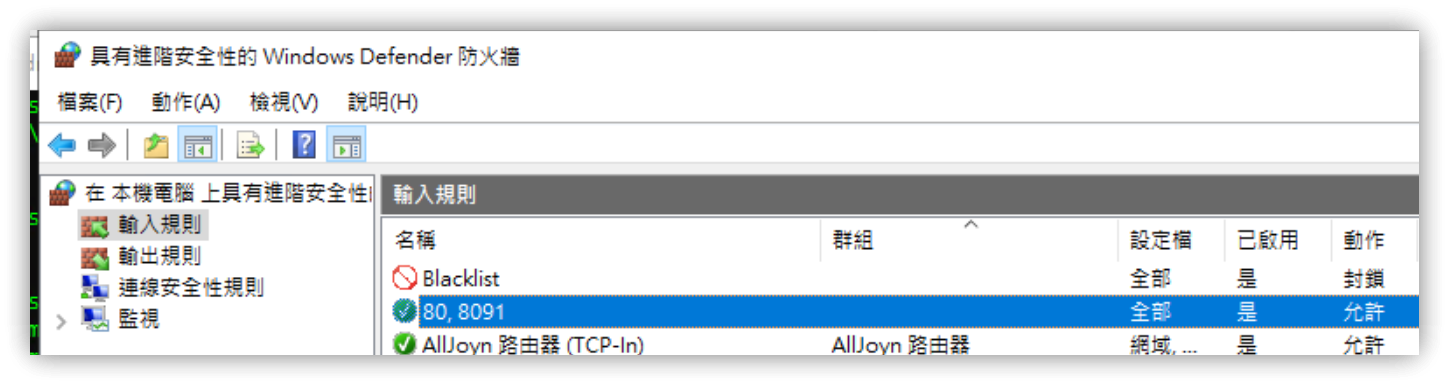 具有進階安全性的 Windows Defender 防火牆
檔案(F) 動作(A) 檢視(V) 說明(H)
在 本機電腦 上具有進階安全性
輸入規則
輸出規則
連線安全性規則
監視
輸入規則
名稱 群組 設定檔 已啟用 動作
Blacklist 全部 是 封鎖
80, 8091 全部 是 允許
AllJoyn 路由器 (TCP-In) AllJoyn 路由器 網域, ... 是 允許